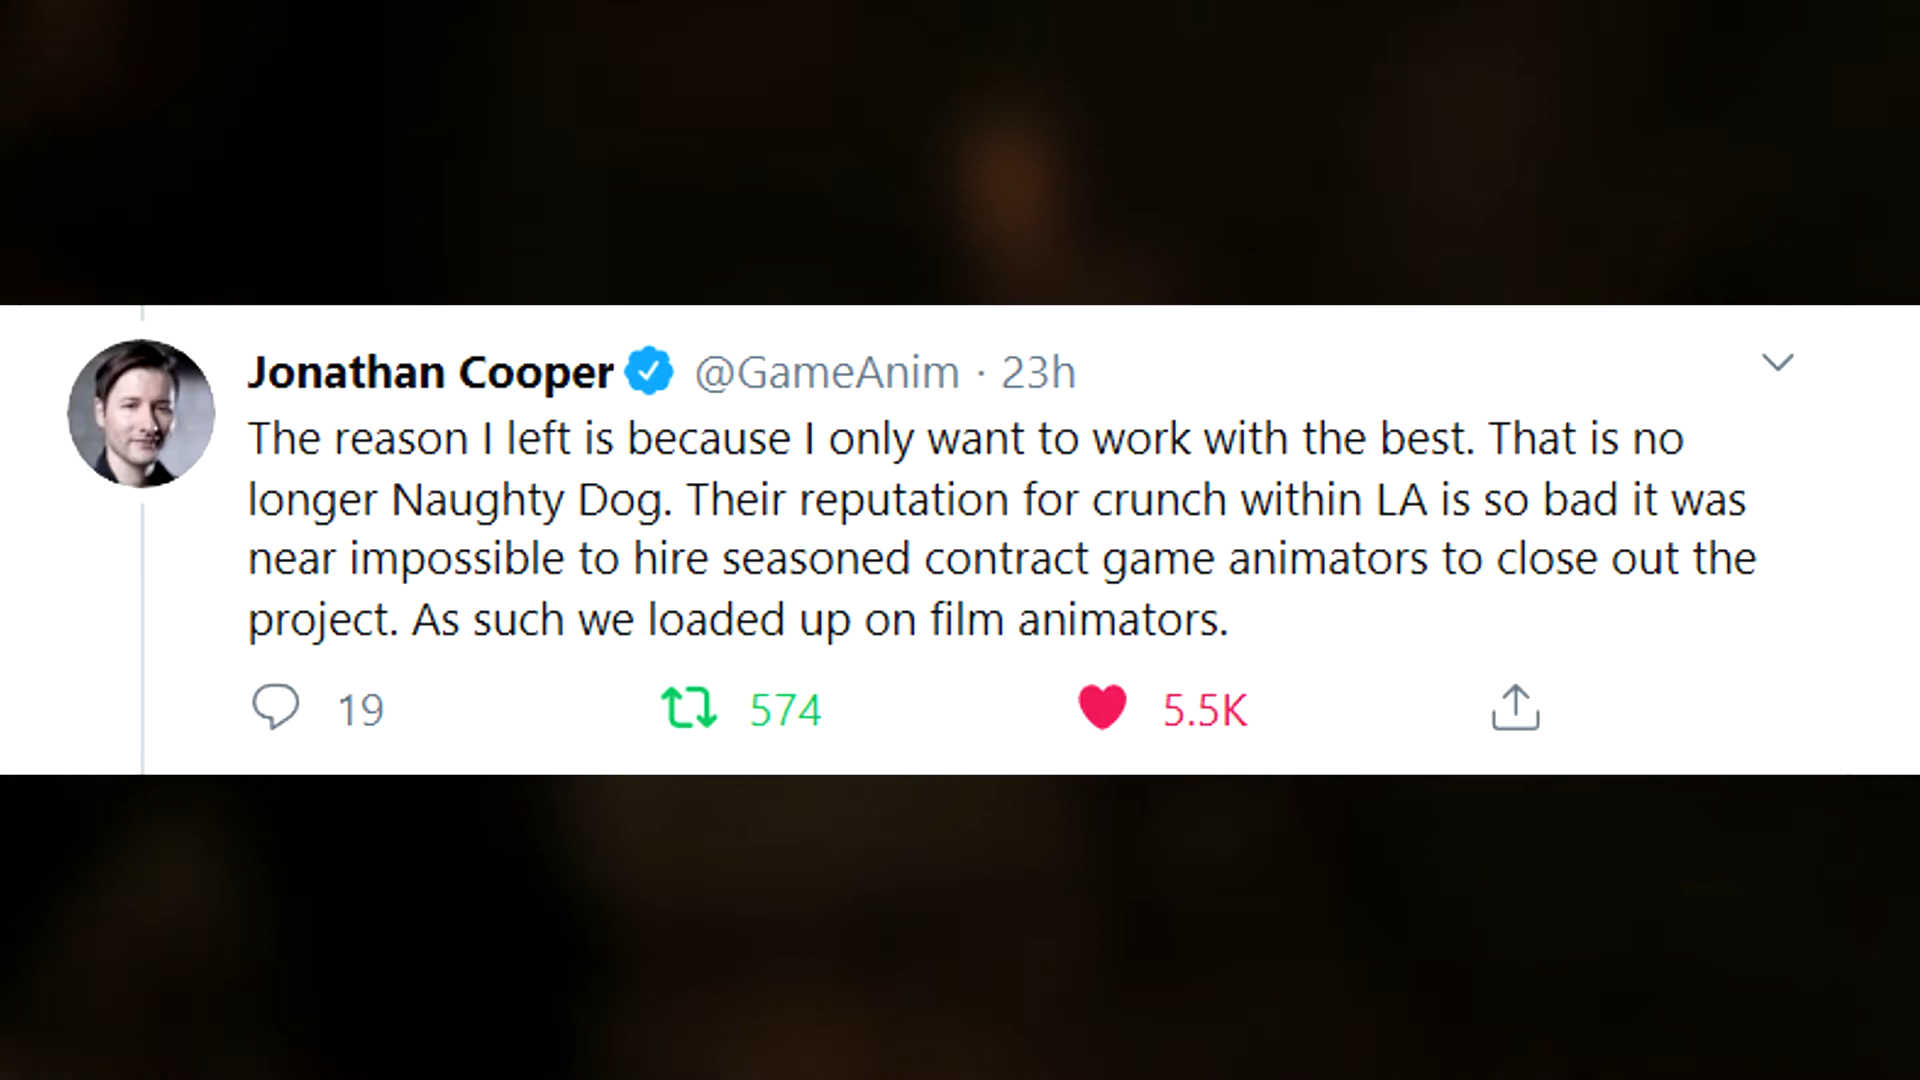 Jonathan Cooper @GameAnim · 23h
The reason I left is because I only want to work with the best. That is no
longer Naughty Dog. Their reputation for crunch within LA is so bad it was
near impossible to hire seasoned contract game animators to close out the
project. As such we loaded up on film animators.
19 574 5.5K